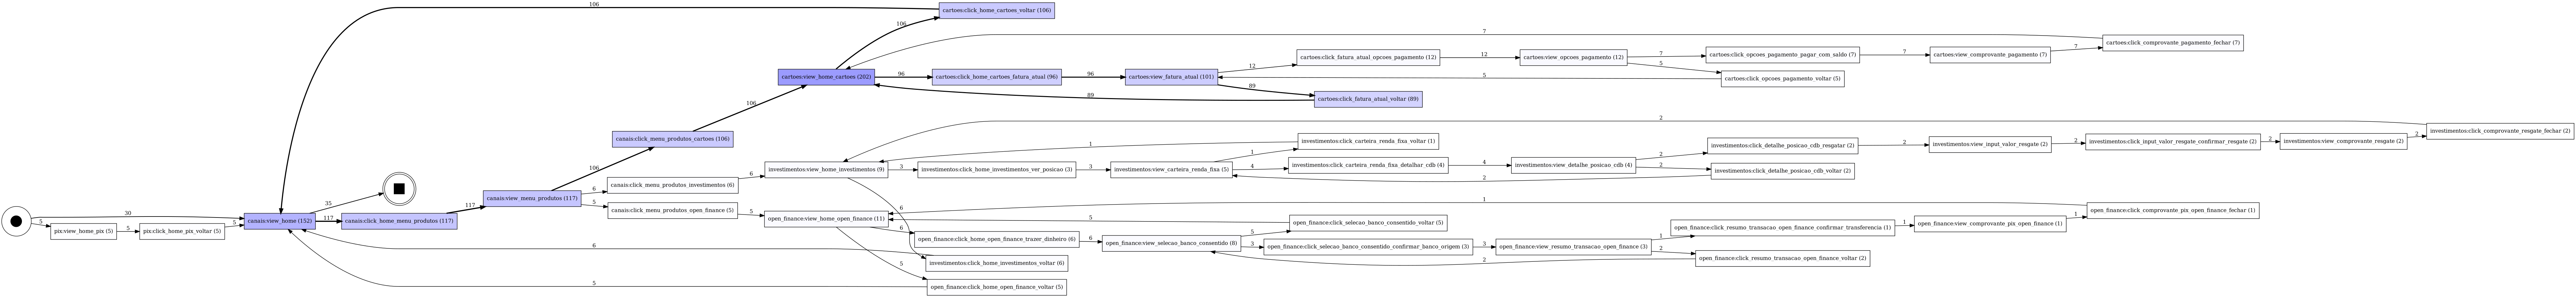 106
cartoes:click_home_cartoes_voltar (106)
106
7
cartoes:click_comprovante_pagamento_fechar (7)
cartoes:click_fatura_atual_opcoes_pagamento (12)
12
cartoes:view_opcoes_pagamento (12)
7
cartoes:click_opcoes_pagamento_pagar_com_saldo (7)
7
cartoes:view_comprovante_pagamento (7)
7
cartoes:view_home_cartoes (202)
96
cartoes:click_home_cartoes_fatura_atual (96)
96
cartoes:view_fatura_atual (101)
12
5
5
cartoes:click_opcoes_pagamento_voltar (5)
89
89
cartoes:click_fatura_atual_voltar (89)
106
canais:click_menu_produtos_cartoes (106)
2
investimentos:click_comprovante_resgate_fechar (2)
1
investimentos:click_carteira_renda_fixa_voltar (1)
investimentos:click_detalhe_posicao_cdb_resgatar (2)
2
investimentos:view_input_valor_resgate (2)
2
investimentos:click_input_valor_resgate_confirmar_resgate (2)
2
investimentos:view_comprovante_resgate (2)
2
106
investimentos:view_home_investimentos (9)
3
investimentos:click_home_investimentos_ver_posicao (3)
3
investimentos:view_carteira_renda_fixa (5)
1
4
investimentos:click_carteira_renda_fixa_detalhar_cdb (4)
4
investimentos:view_detalhe_posicao_cdb (4)
2
2
investimentos:click_detalhe_posicao_cdb_voltar (2)
2
canais:click_menu_produtos_investimentos (6)
6
6
canais:view_menu_produtos (117)
5
canais:click_menu_produtos_open_finance (5)
5
117
35
30
5
pix:view_home_pix (5)
5
pix:click_home_pix_voltar (5)
5
canais:view_home (152)
117
canais:click_home_menu_produtos (117)
open_finance:view_home_open_finance (11)
6
1
open_finance:click_comprovante_pix_open_finance_fechar (1)
5
open_finance:click_selecao_banco_consentido_voltar (5)
open_finance:click_resumo_transacao_open_finance_confirmar_transferencia (1)
1
open_finance:view_comprovante_pix_open_finance (1)
1
6
open_finance:click_home_open_finance_trazer_dinheiro (6)
6
open_finance:view_selecao_banco_consentido (8)
5
3
open_finance:click_selecao_banco_consentido_confirmar_banco_origem (3)
3
open_finance:view_resumo_transacao_open_finance (3)
1
2
open_finance:click_resumo_transacao_open_finance_voltar (2)
2
6
investimentos:click_home_investimentos_voltar (6)
5
5
open_finance:click_home_open_finance_voltar (5)